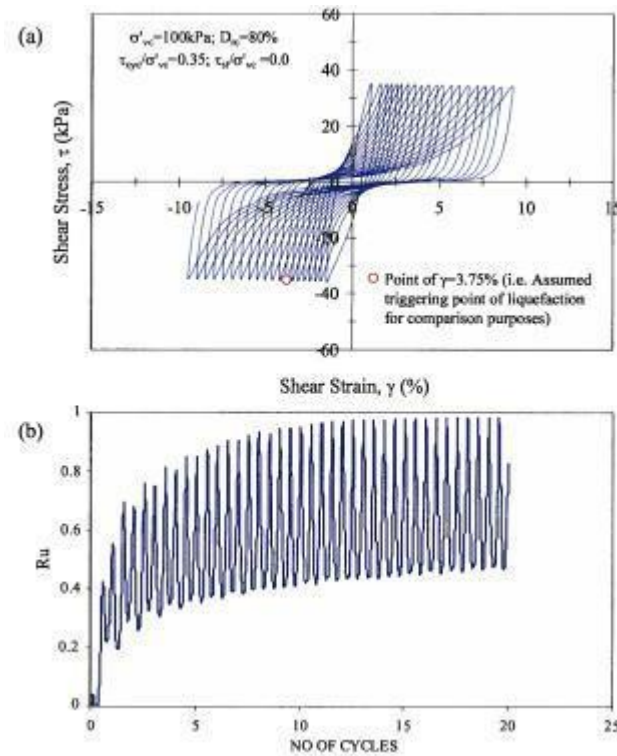 (a)
σ'vc=100kPa; Drc=80%
τcyc/σ'vc=0.35; τst/σ'vc =0.0
Shear Stress, τ (kPa)
60
40
20
-15
-10
-5
0
5
10
15
-20
-40
-60
Point of γ=3.75% (i.e. Assumed
triggering point of liquefaction
for comparison purposes)
Shear Strain, γ (%)
(b)
Ru
1
0.8
0.6
0.4
0.2
0
0
5
10
15
20
25
NO OF CYCLES